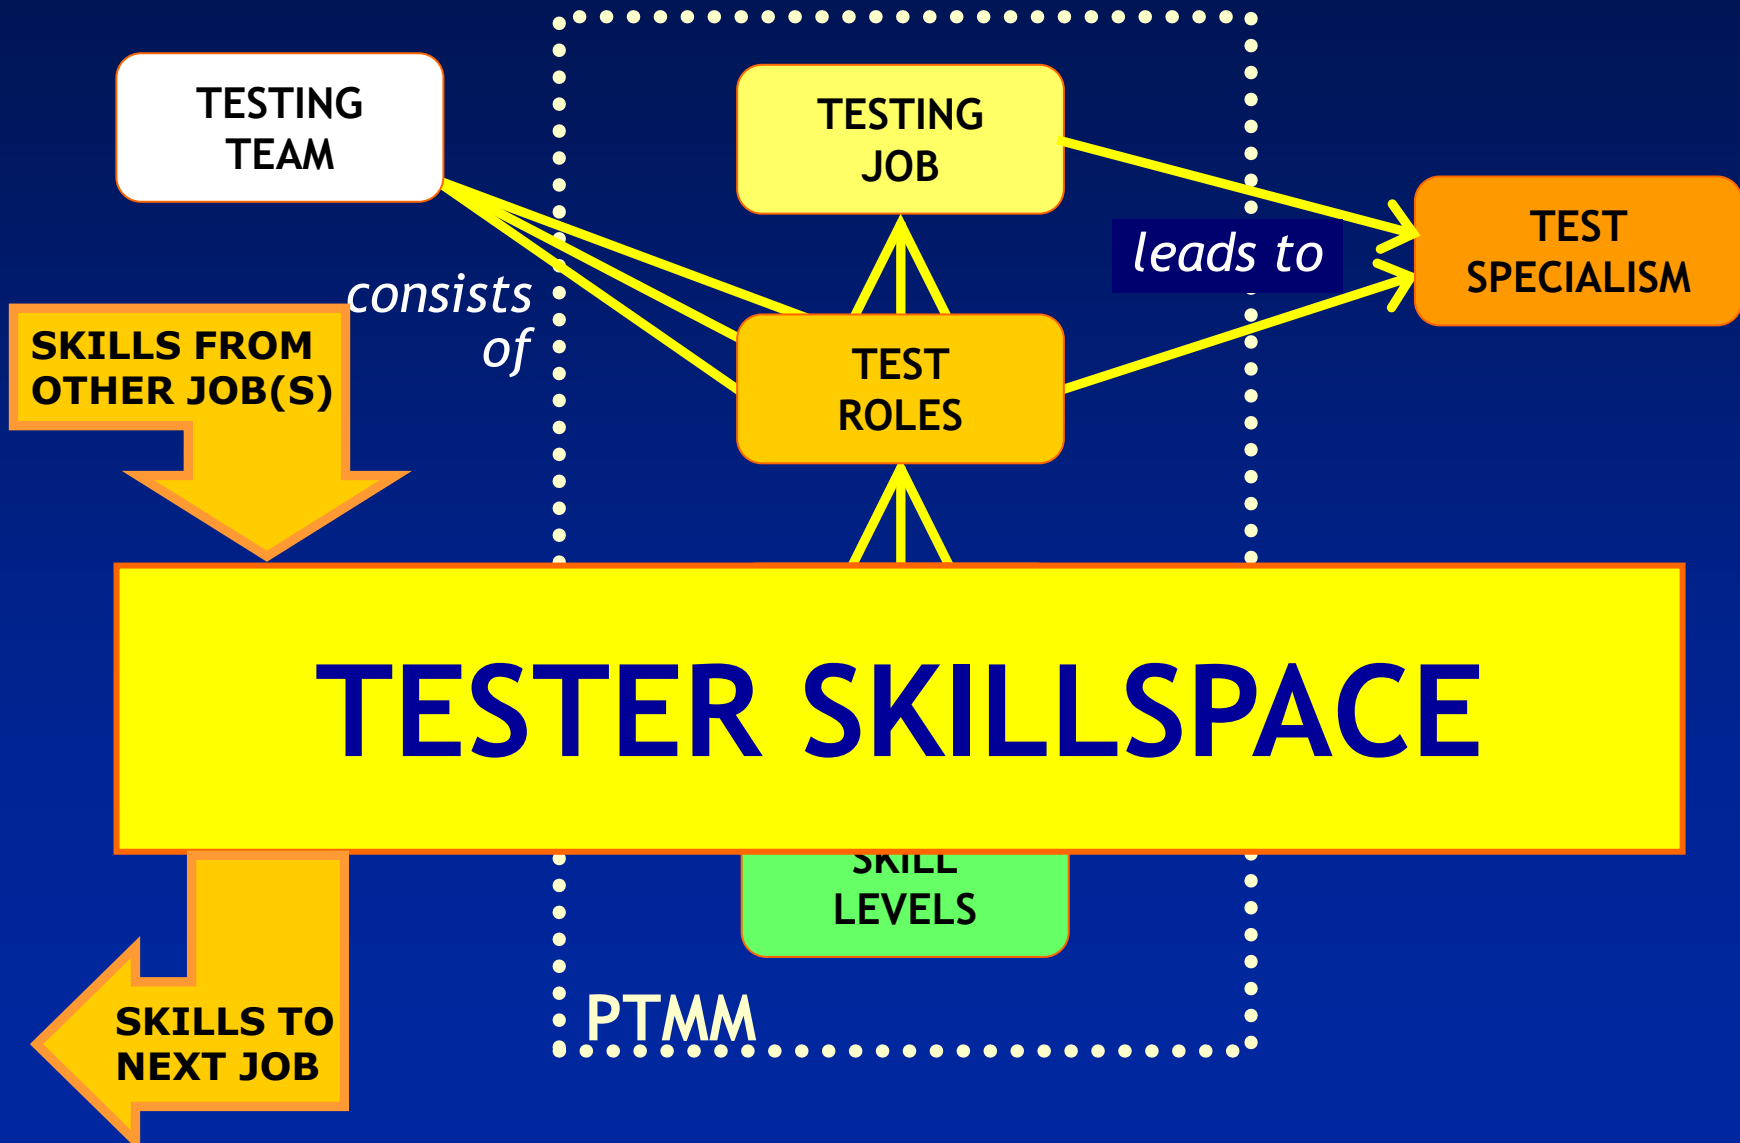 TESTING
TEAM
TESTING
JOB
TEST
SPECIALISM
leads to
consists
of
SKILLS FROM
OTHER JOB(S)
TEST
ROLES
TESTER SKILLSPACE
SKILL
LEVELS
PTMM
SKILLS TO
NEXT JOB